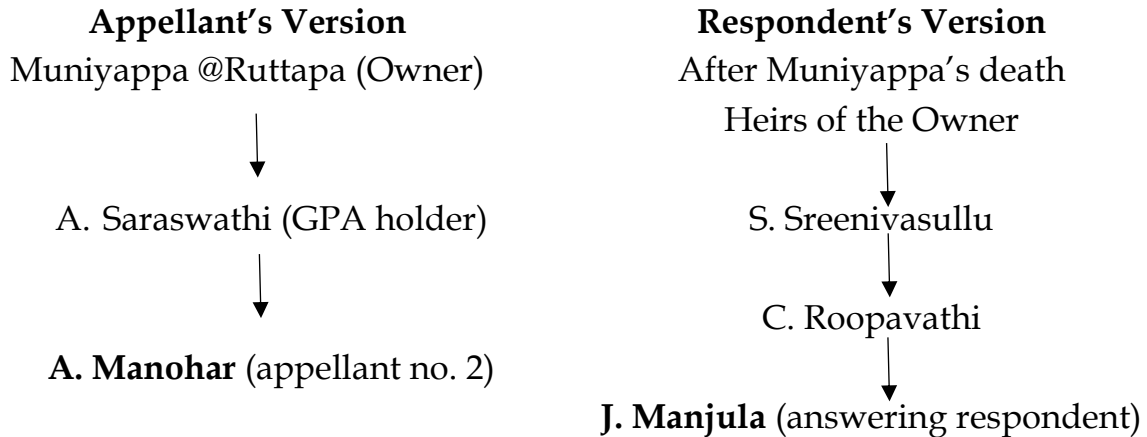 Appellant's Version
Muniyappa @Ruttapa (Owner)
A. Saraswathi (GPA holder)
A. Manohar (appellant no. 2)
Respondent's Version
After Muniyappa's death
Heirs of the Owner
S. Sreenivasullu
C. Roopavathi
J. Manjula (answering respondent)